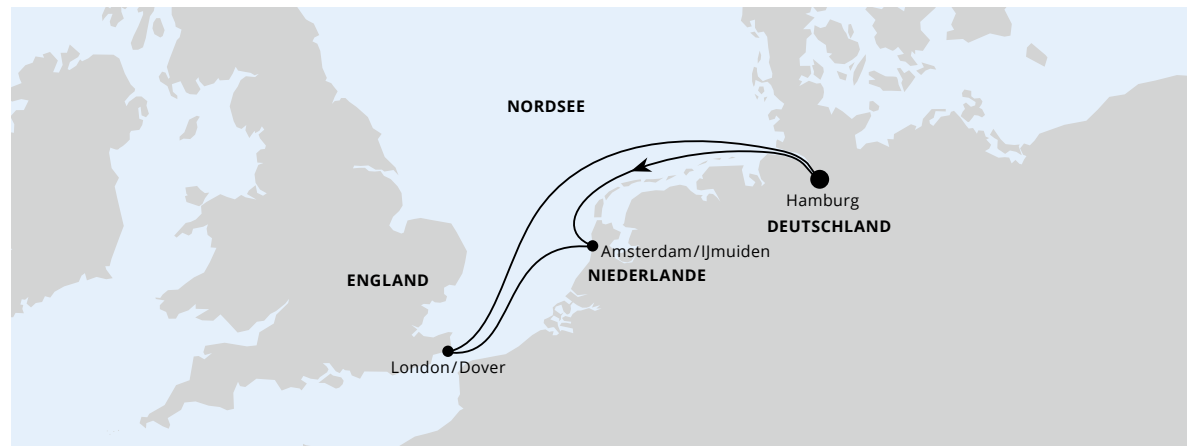 NORDSEE
Hamburg
DEUTSCHLAND
Amsterdam/IJmuiden
NIEDERLANDE
ENGLAND
London/Dover